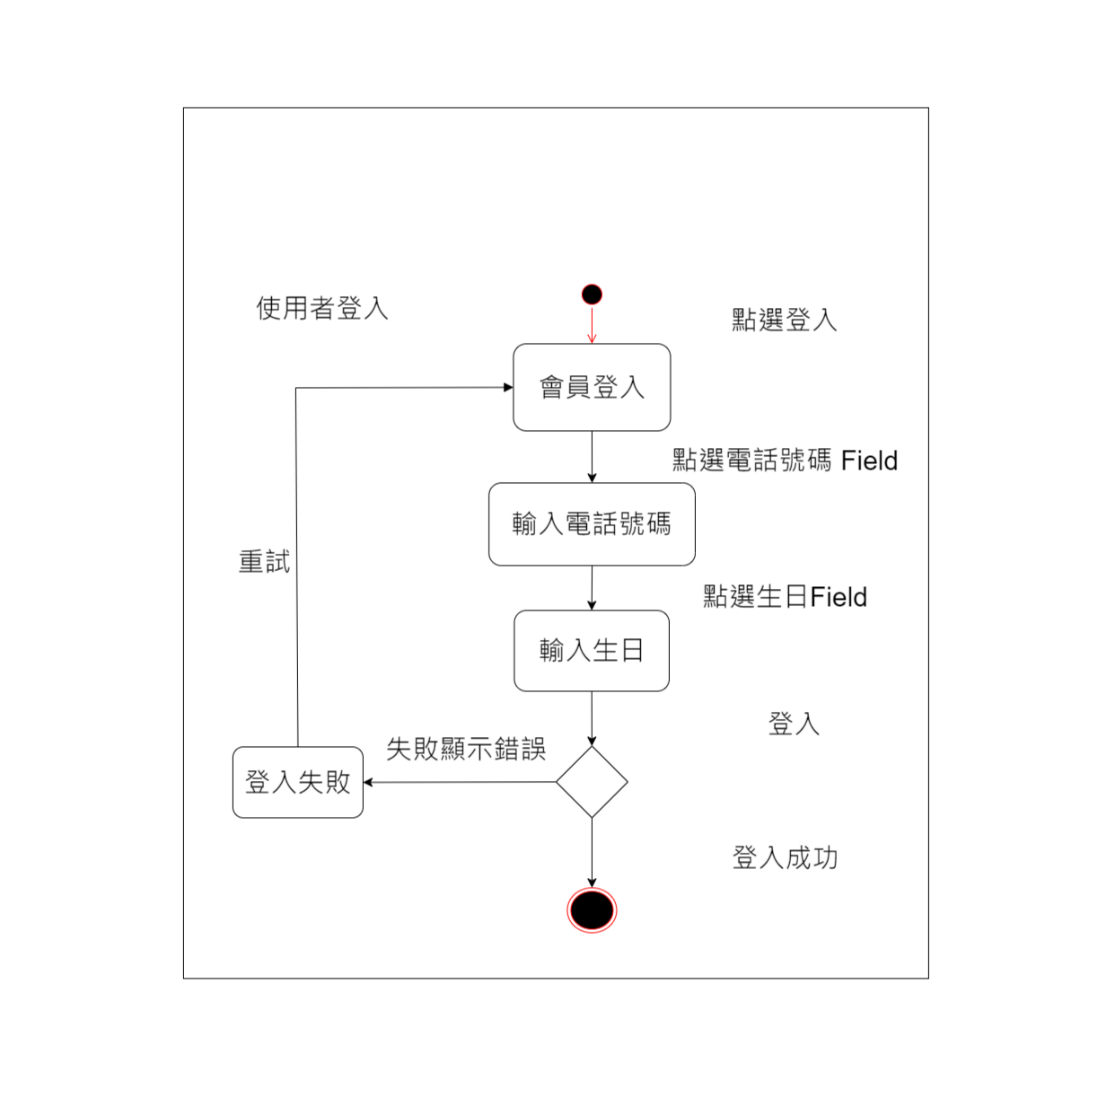 使用者登入
點選登入
會員登入
點選電話號碼 Field
輸入電話號碼
重試
點選生日Field
輸入生日
登入
失敗顯示錯誤
登入失敗
登入成功